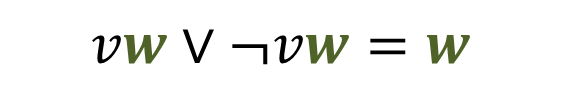 vw ∨ ¬vw = w